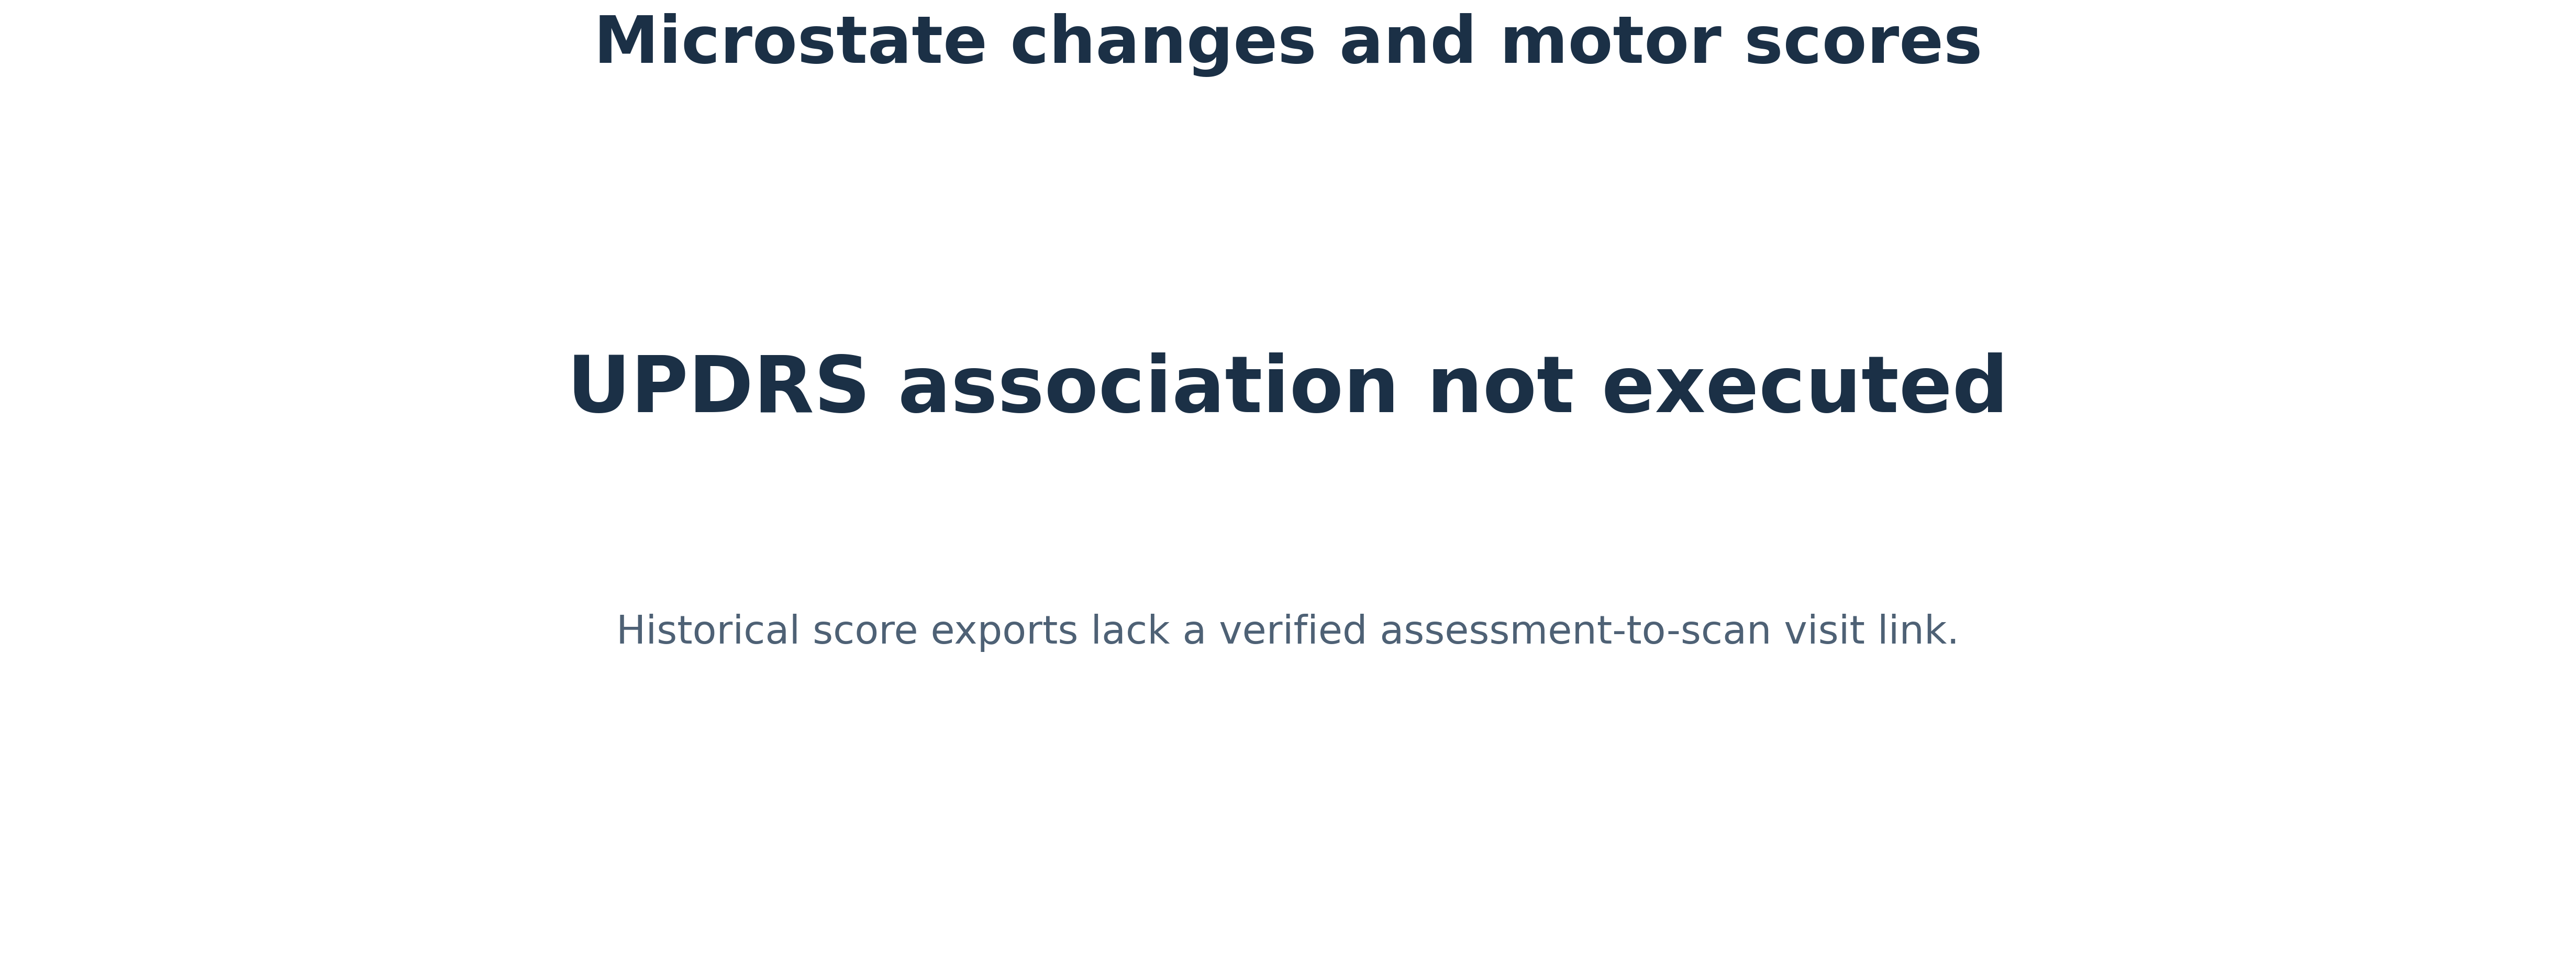 Microstate changes and motor scores
UPDRS association not executed
Historical score exports lack a verified assessment-to-scan visit link.